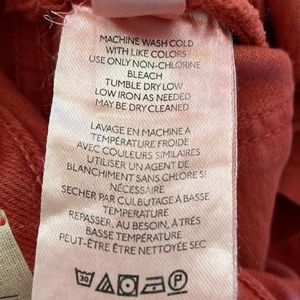 MACHINE WASH COLD
WITH LIKE COLORS
USE ONLY NON-CHLORINE
BLEACH
TUMBLE DRY LOW
LOW IRON AS NEEDED
MAY BE DRY CLEANED
LAVAGE EN MACHINE À
TEMPÉRATURE FROIDE
AVEC COULEURS SIMILAIRES
UTILISER UN AGENT DE
BLANCHIMENT SANS CHLORE SI
NÉCESSAIRE
SECHER PAR CULBUTAGE À BASSE
TEMPERATURE
REPASSER, AU BESOIN, À
BASSE TEMPÉRATURE
PEUT-ÊTRE ÊTRE NETTOYÉE SEC
30 P